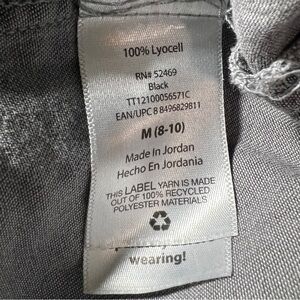 100% Lyocell
RN# 52469
Black
TT12100056571C
EAN/UPC 8 8496829811
M (8-10)
Made In Jordan
Hecho En Jordania
THIS LABEL YARN IS MADE
OUT OF 100% RECYCLED
POLYESTER MATERIALS
wearing!